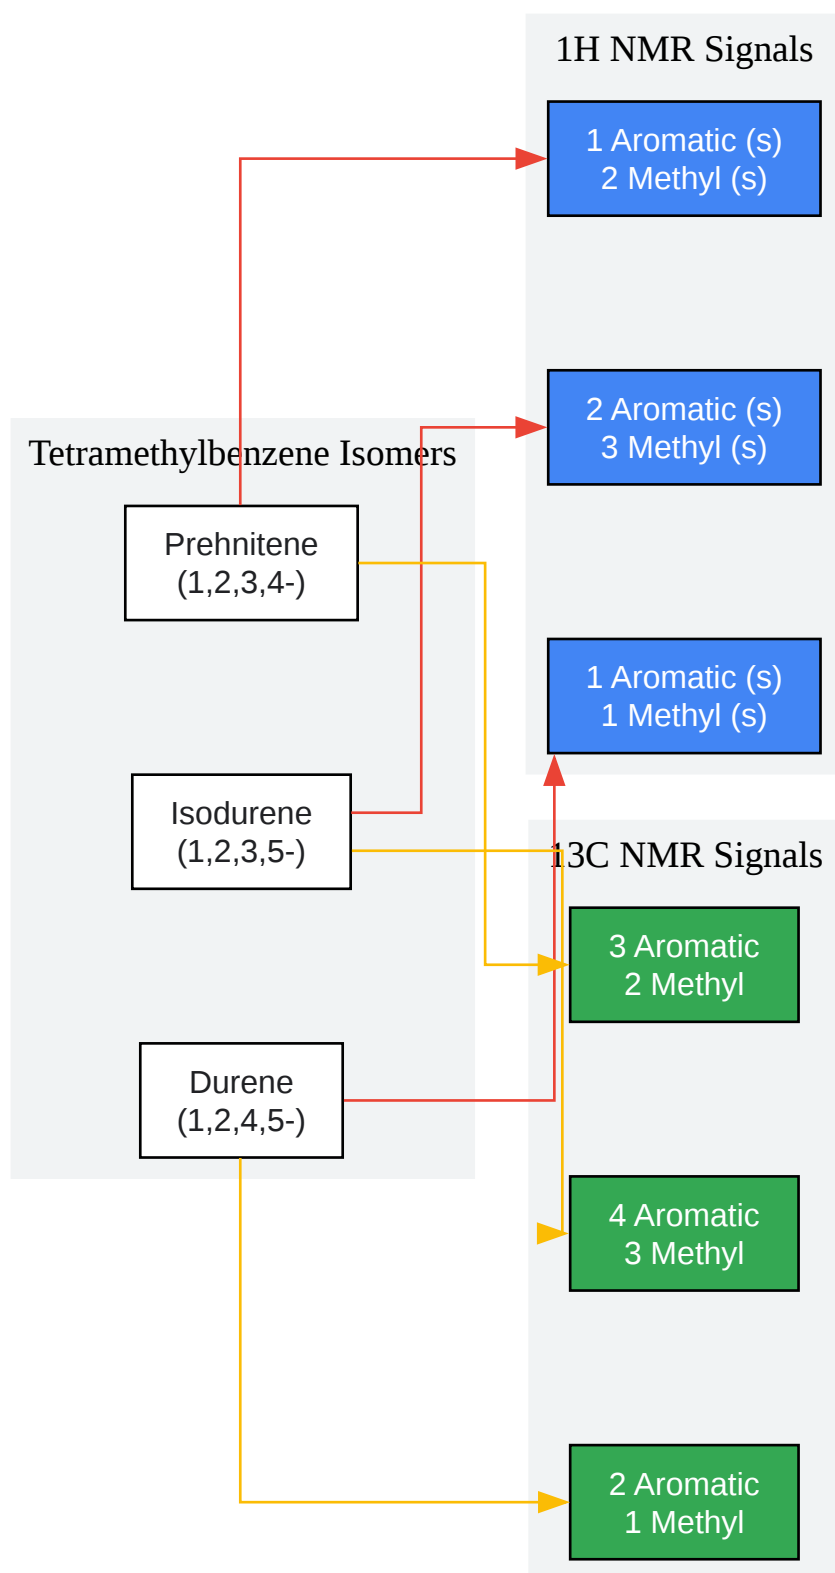 1H NMR Signals
1 Aromatic (s)
2 Methyl (s)
2 Aromatic (s)
3 Methyl (s)
1 Aromatic (s)
1 Methyl (s)
Tetramethylbenzene Isomers
Prehnitene
(1,2,3,4-)
Isodurene
(1,2,3,5-)
Durene
(1,2,4,5-)
13C NMR Signals
3 Aromatic
2 Methyl
4 Aromatic
3 Methyl
2 Aromatic
1 Methyl